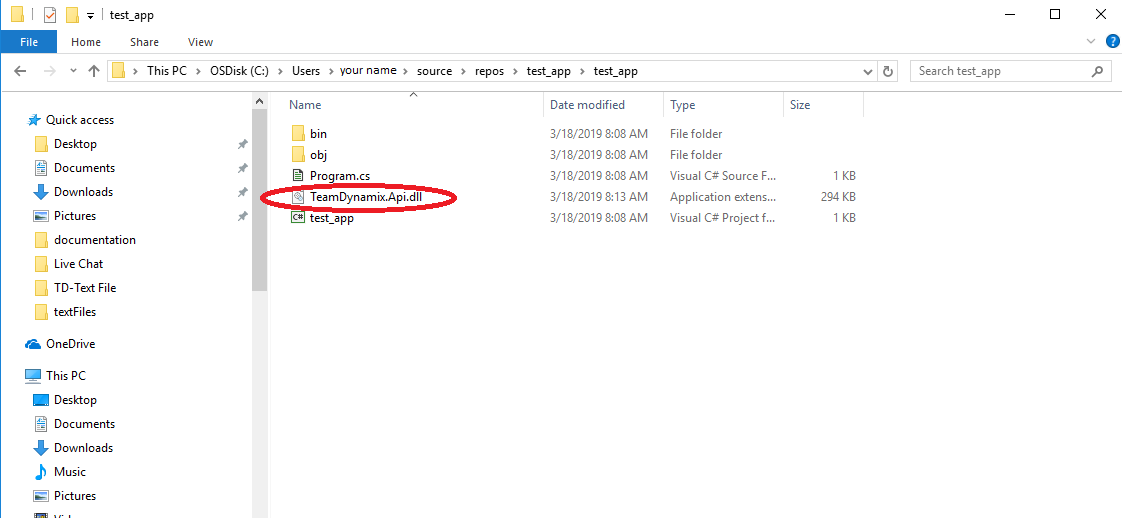 test_app
File Home Share View
This PC OSDisk (C:) Users your name source repos test_app test_app
Search test_app
Name Date modified Type Size
Quick access
Desktop
Documents
Downloads
Pictures
documentation
Live Chat
TD-Text File
textFiles
OneDrive
This PC
Desktop
Documents
Downloads
Music
Pictures
bin 3/18/2019 8:08 AM File folder
obj 3/18/2019 8:08 AM File folder
Program.cs 3/18/2019 8:08 AM Visual C# Source F... 1 KB
TeamDynamix.Api.dll 3/18/2019 8:13 AM Application extens... 294 KB
test_app 3/18/2019 8:08 AM Visual C# Project f... 1 KB